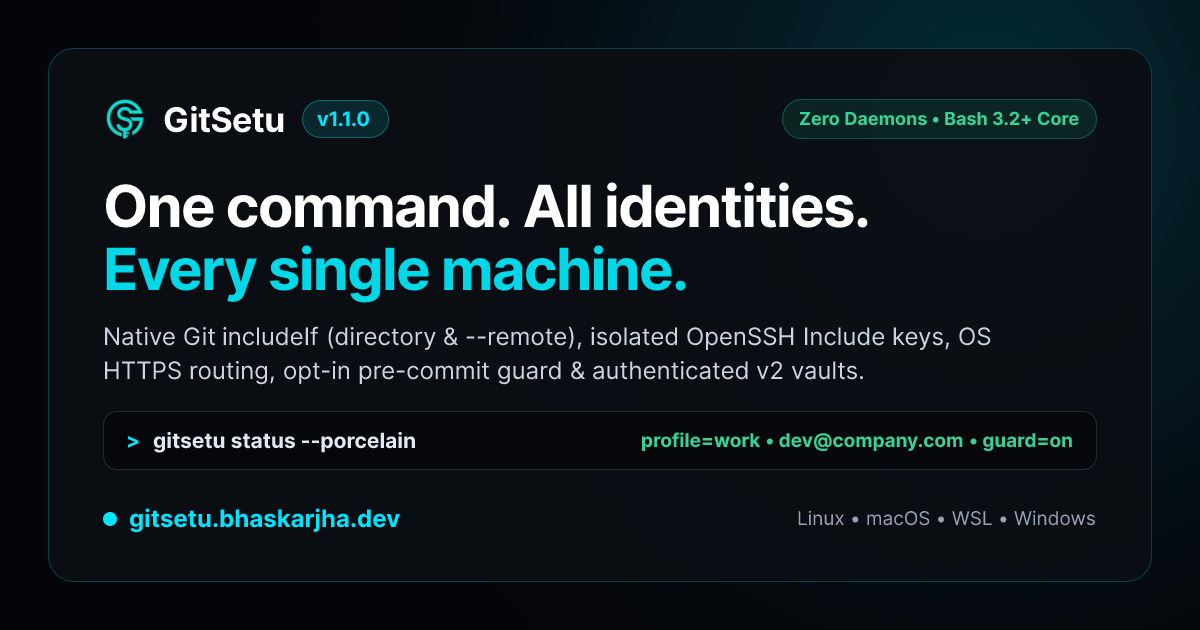 GitSetu v1.1.0 Zero Daemons • Bash 3.2+ Core
One command. All identities.
Every single machine.
Native Git includeIf (directory & --remote), isolated OpenSSH Include keys, OS
HTTPS routing, opt-in pre-commit guard & authenticated v2 vaults.
> gitsetu status --porcelain profile=work • dev@company.com • guard=on
gitsetu.bhaskarjha.dev Linux • macOS • WSL • Windows